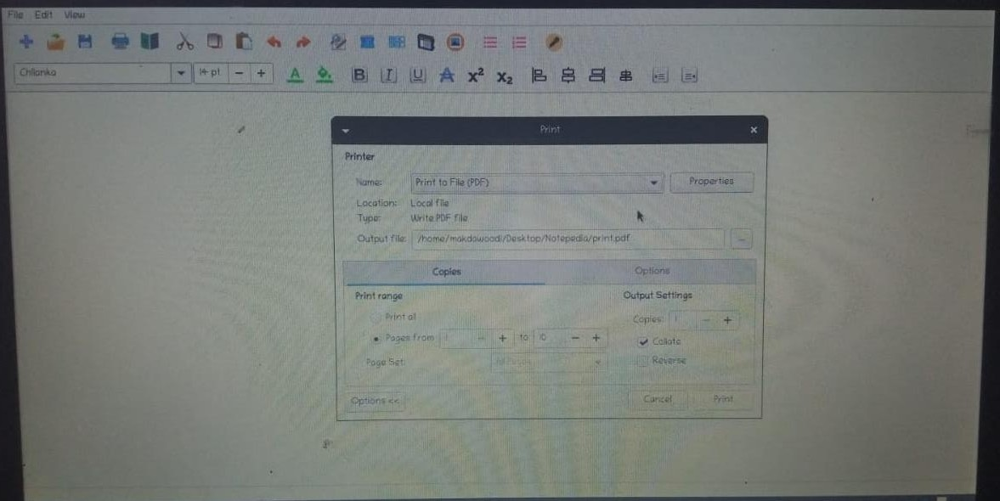 File Edit View
Chilanka 14 pt − +
A B I U A X² X₂
Print
Printer
Name: Print to File (PDF) Properties
Location: Local file
Type: Write PDF file
Output file: /home/makdawoodi/Desktop/Notepedia/print.pdf ...
Copies Options
Print range Output Settings
Print all Copies: 1 − +
Pages from 1 − + to 10 − + Collate
Page Set: All Pages Reverse
Options << Cancel Print